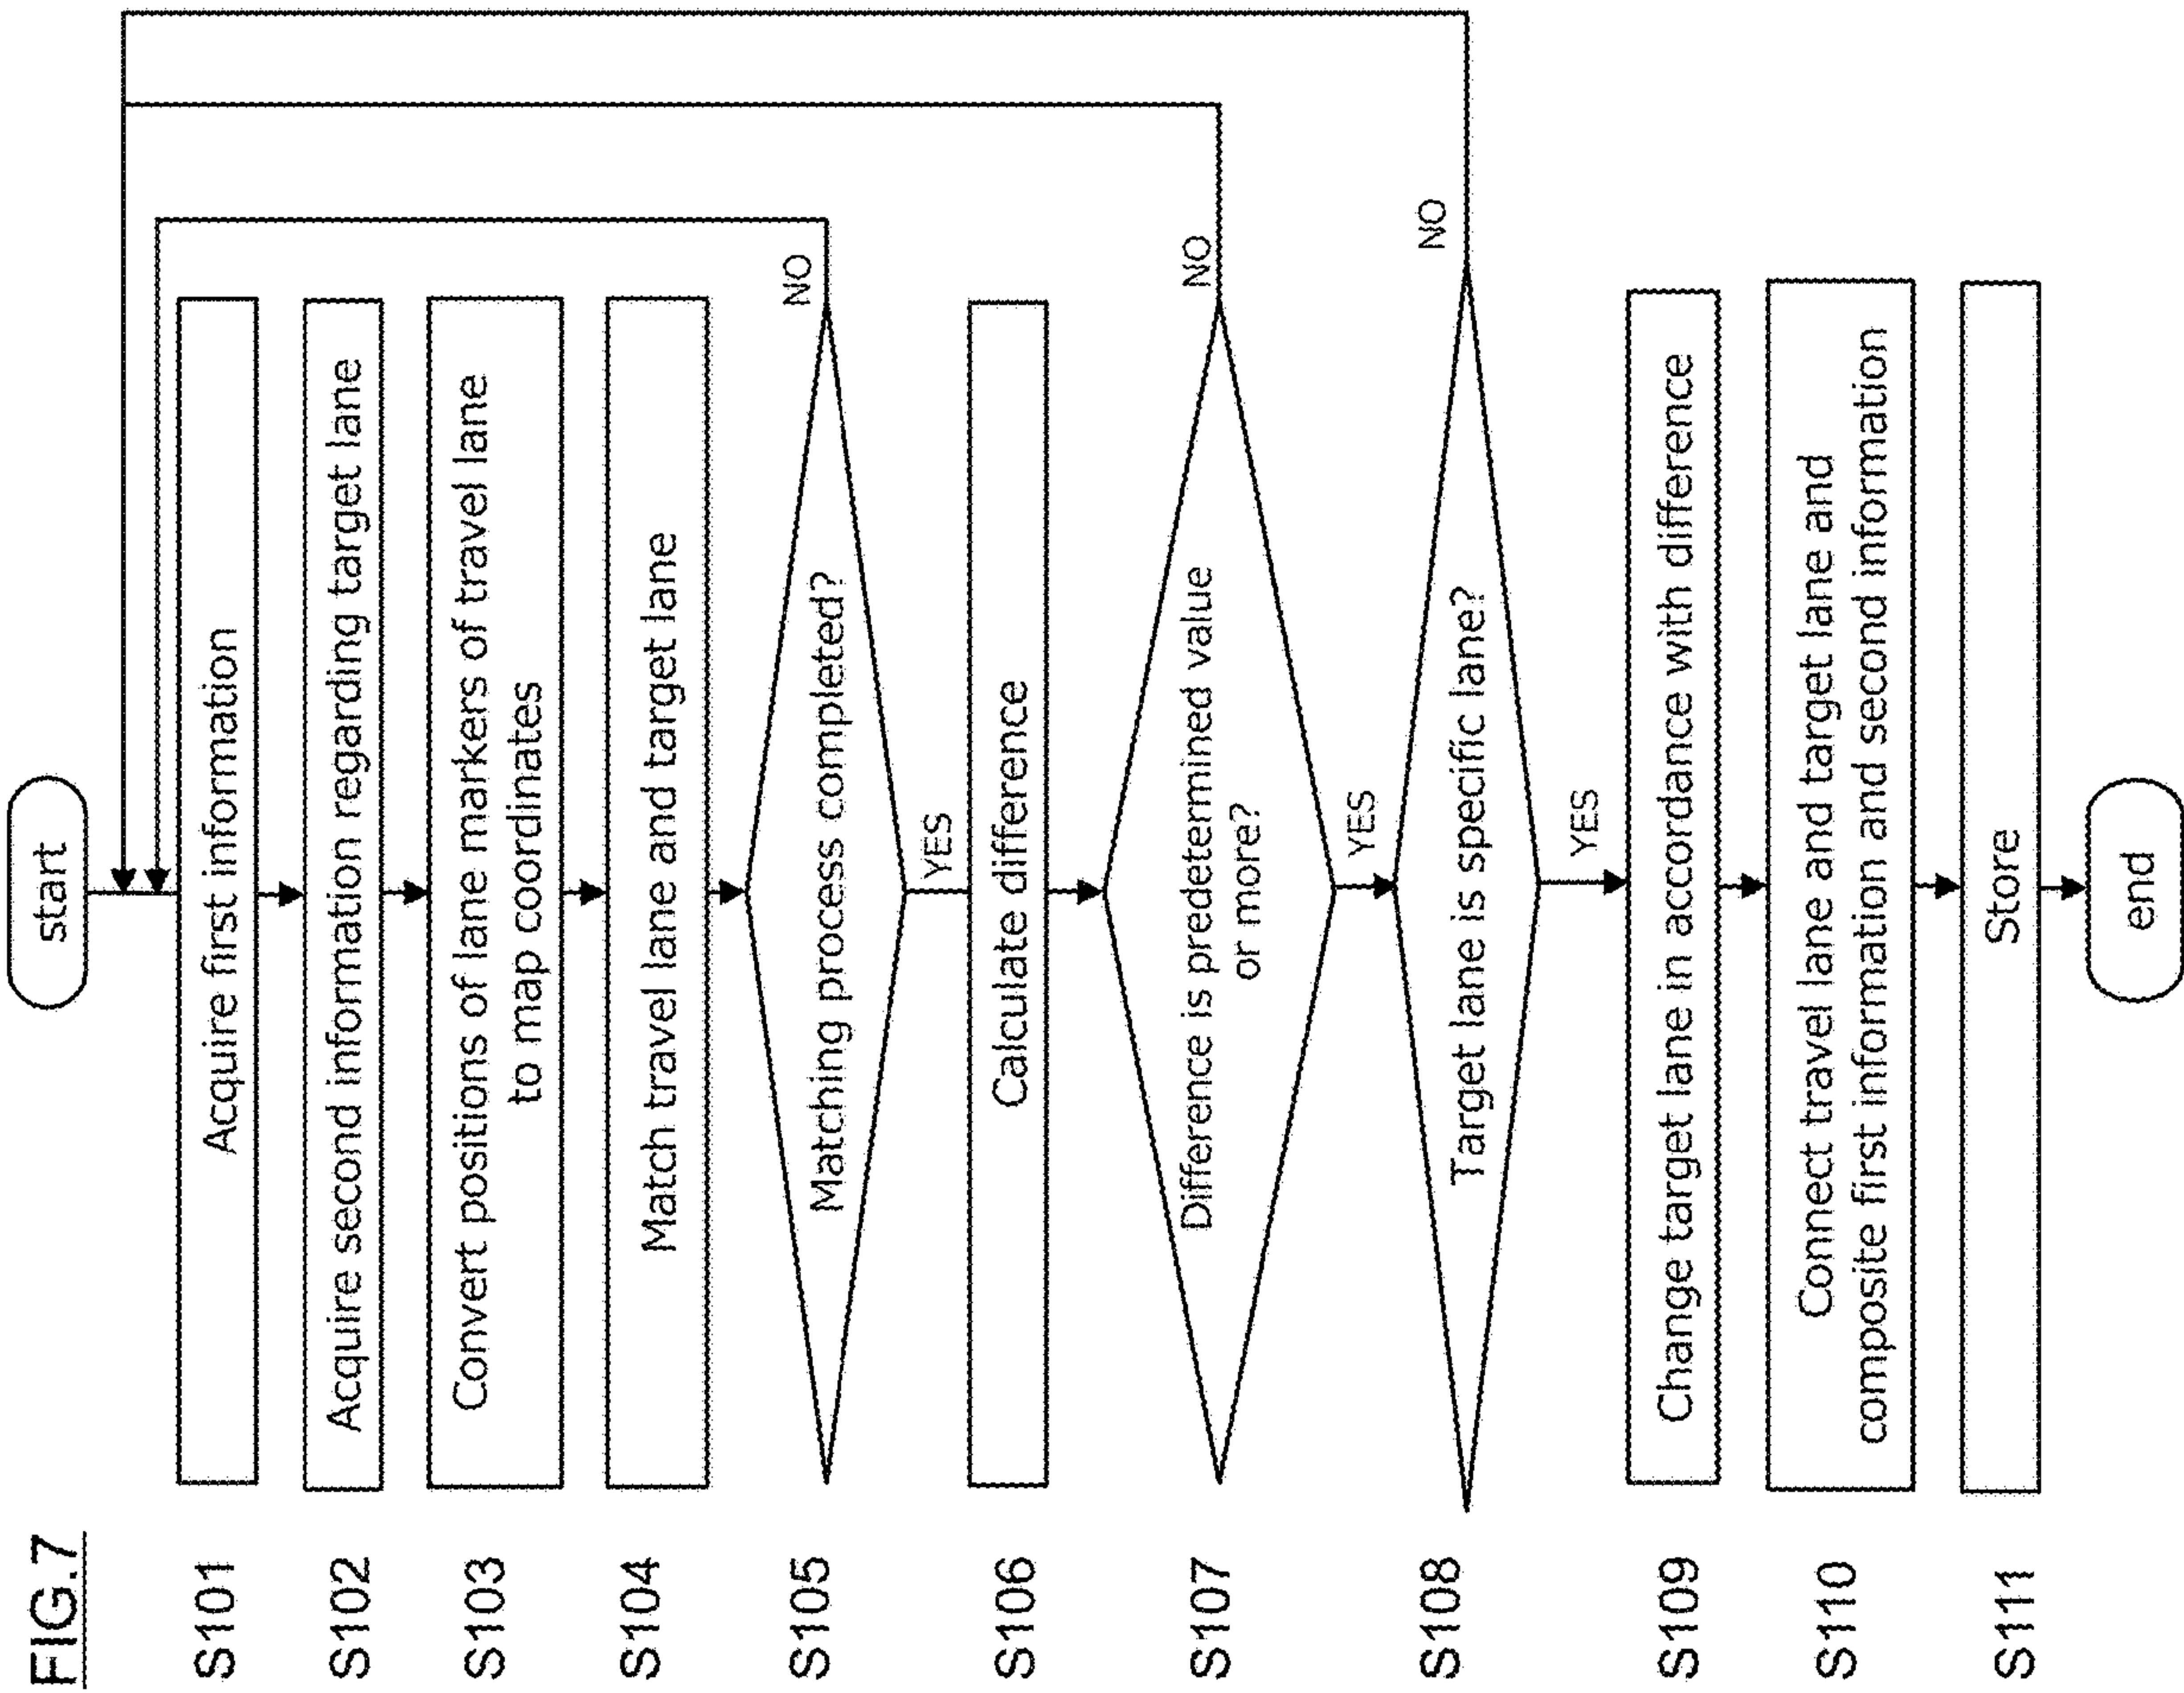 FIG.7
start
S101
Acquire first information
S102
Acquire second information regarding target lane
S103
Convert positions of lane markers of travel lane
to map coordinates
S104
Match travel lane and target lane
S105
Matching process completed?
NO
YES
S106
Calculate difference
S107
Difference is predetermined value
or more?
NO
YES
S108
Target lane is specific lane?
NO
YES
S109
Change target lane in accordance with difference
S110
Connect travel lane and target lane and
composite first information and second information
S111
Store
end